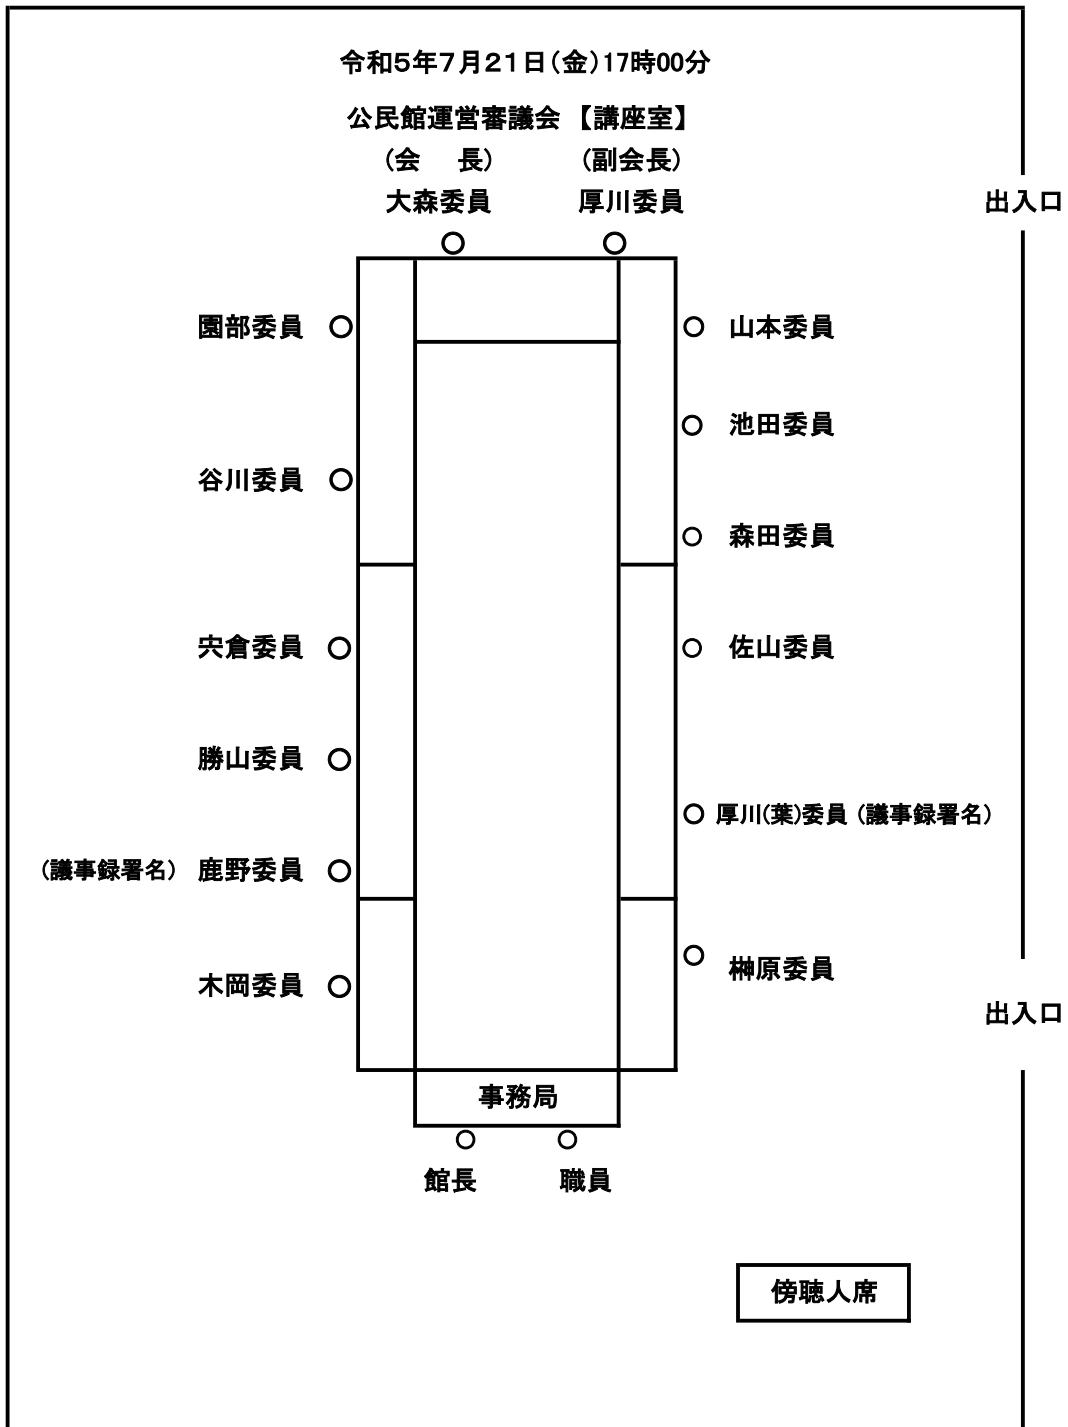 令和5年7月21日(金)17時00分
公民館運営審議会 【講座室】
(会　長) (副会長)
大森委員 厚川委員
出入口
園部委員 山本委員
池田委員
谷川委員
森田委員
宍倉委員 佐山委員
勝山委員
厚川(葉)委員 (議事録署名)
(議事録署名) 鹿野委員
榊原委員
木岡委員
出入口
事務局
館長 職員
傍聴人席